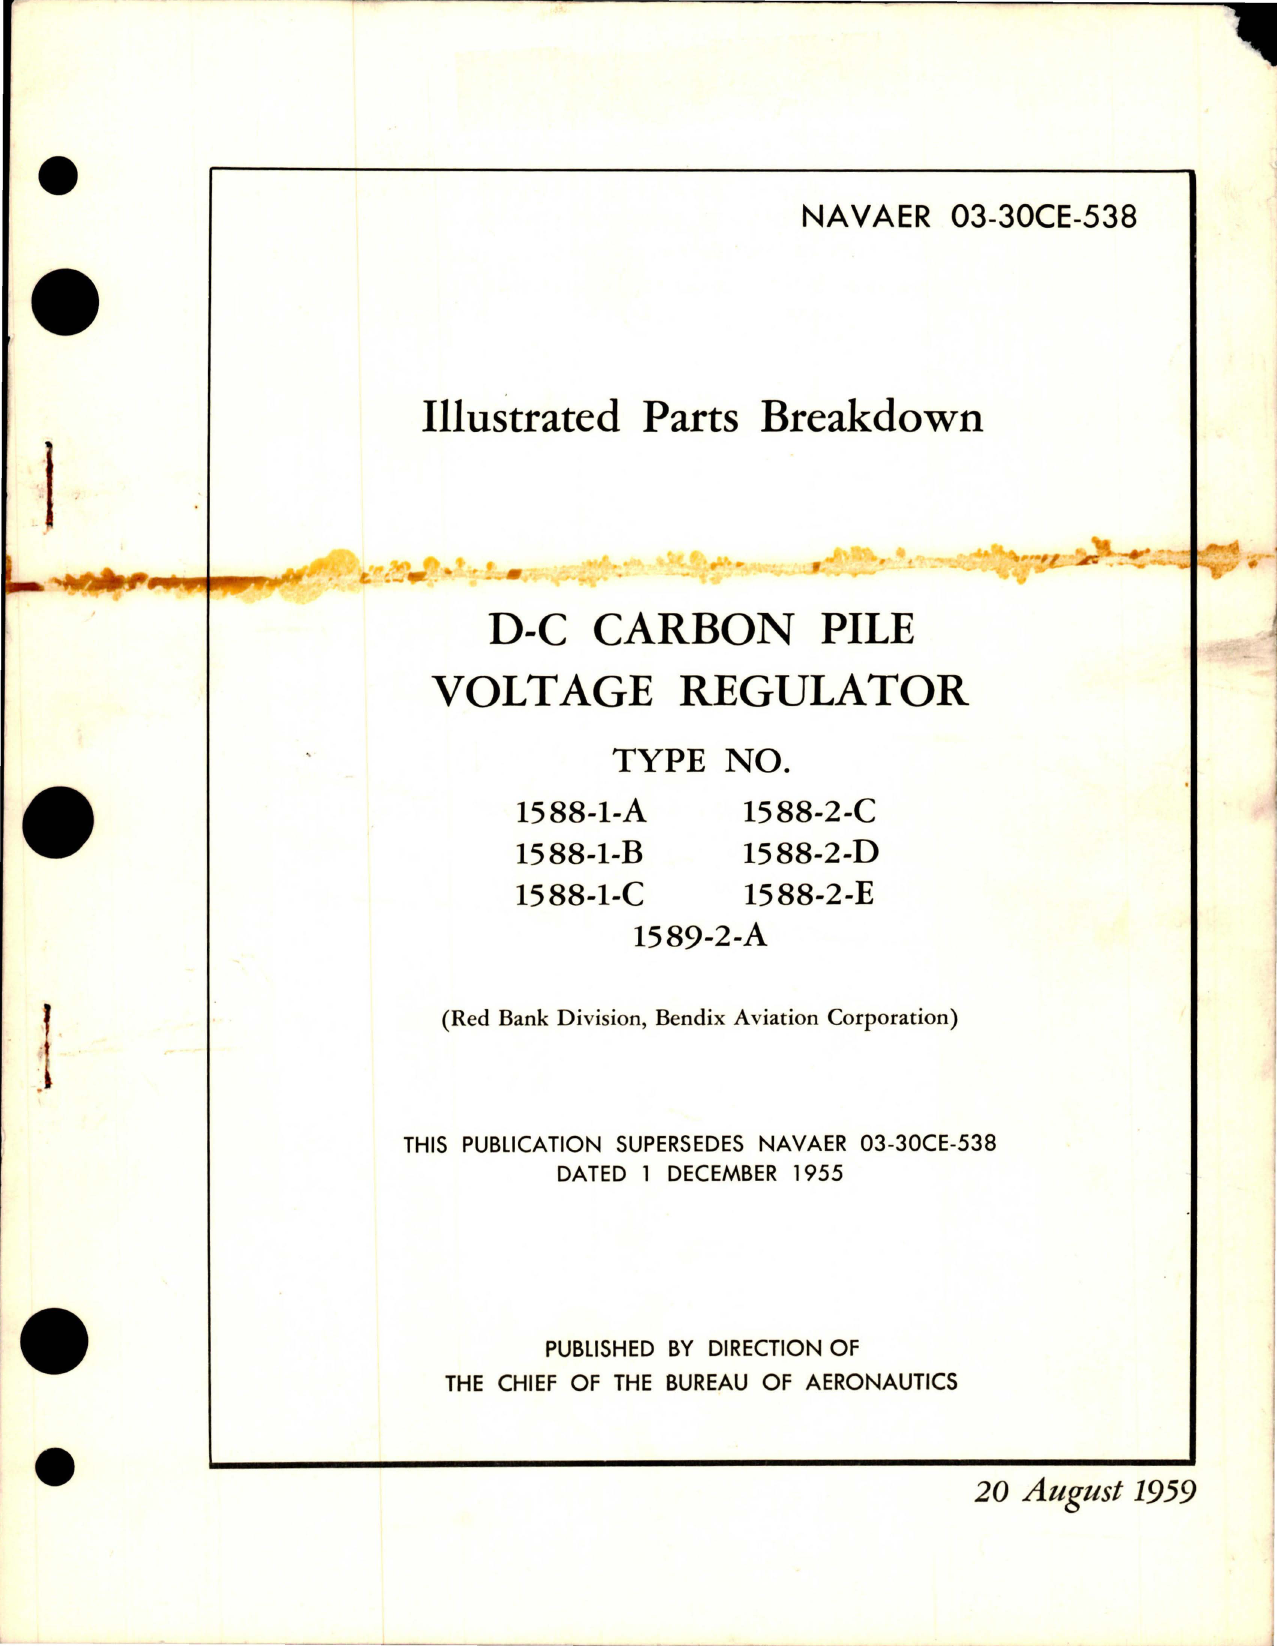 NAVAER 03-30CE-538
Illustrated Parts Breakdown
D-C CARBON PILE
VOLTAGE REGULATOR
TYPE NO.
1588-1-A 1588-2-C
1588-1-B 1588-2-D
1588-1-C 1588-2-E
1589-2-A
(Red Bank Division, Bendix Aviation Corporation)
THIS PUBLICATION SUPERSEDES NAVAER 03-30CE-538
DATED 1 DECEMBER 1955
PUBLISHED BY DIRECTION OF
THE CHIEF OF THE BUREAU OF AERONAUTICS
20 August 1959